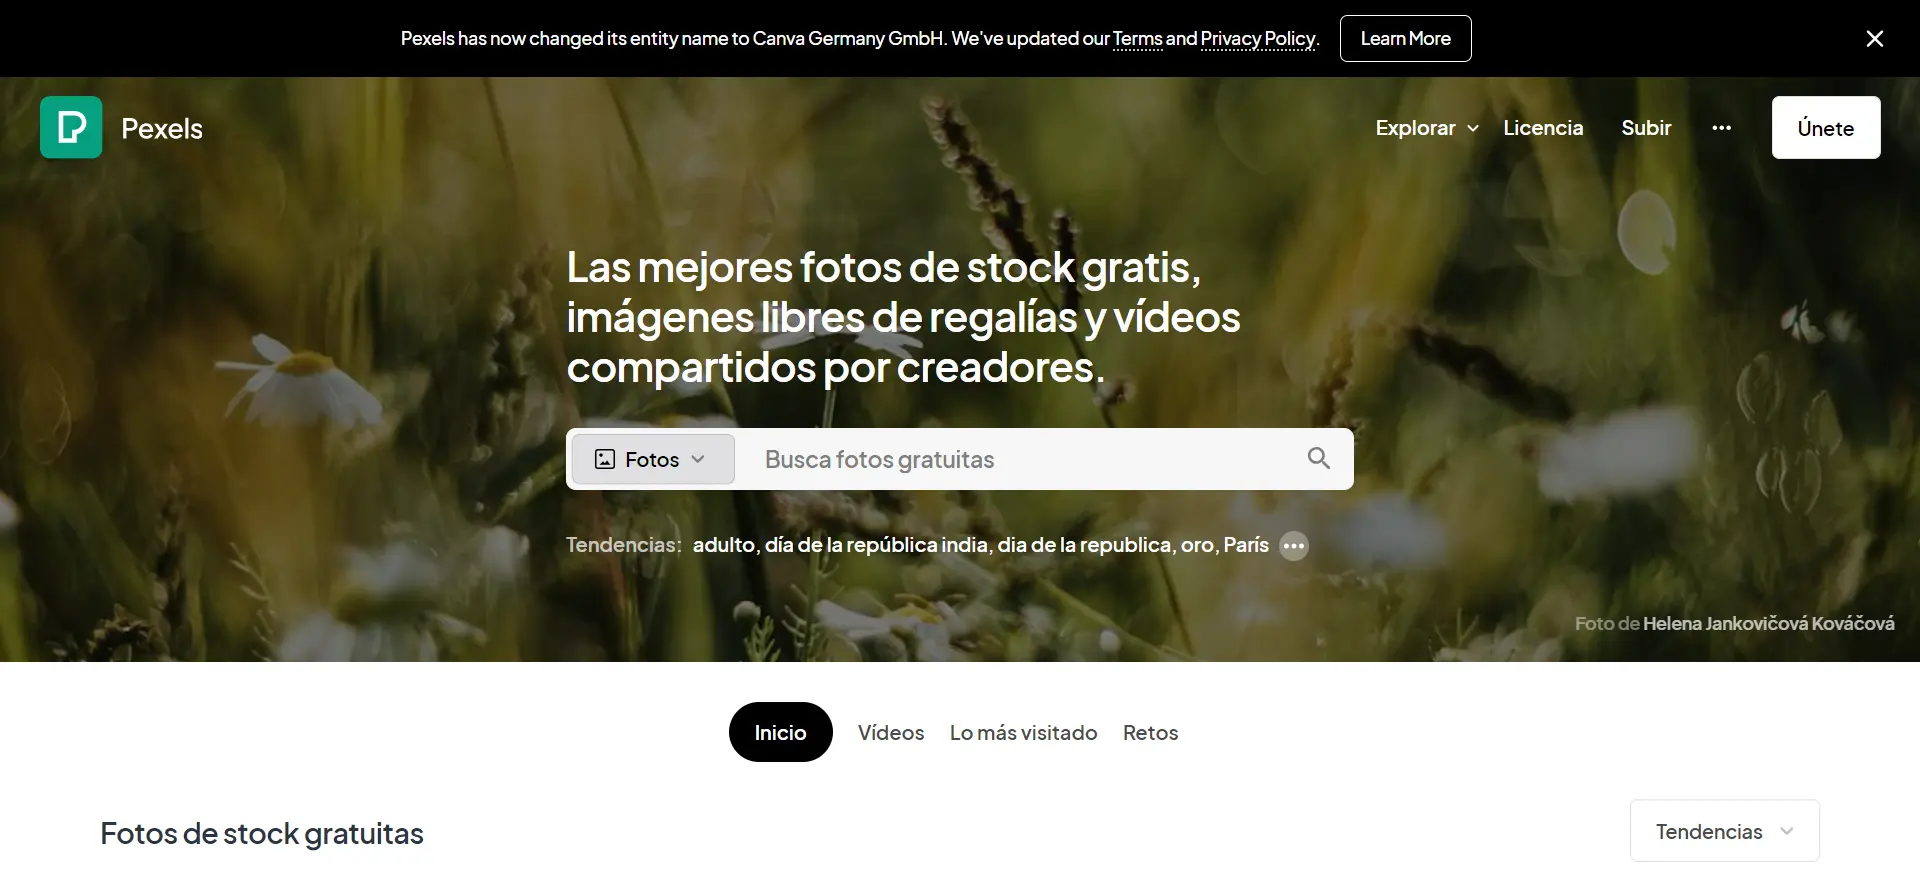 Pexels has now changed its entity name to Canva Germany GmbH. We've updated our Terms and Privacy Policy.
Learn More
Pexels
Explorar
Licencia
Subir
Únete
Las mejores fotos de stock gratis,
imágenes libres de regalías y vídeos
compartidos por creadores.
Fotos
Busca fotos gratuitas
Tendencias: adulto, día de la república india, dia de la republica, oro, París
Foto de Helena Jankovičová Kováčová
Inicio
Vídeos
Lo más visitado
Retos
Fotos de stock gratuitas
Tendencias